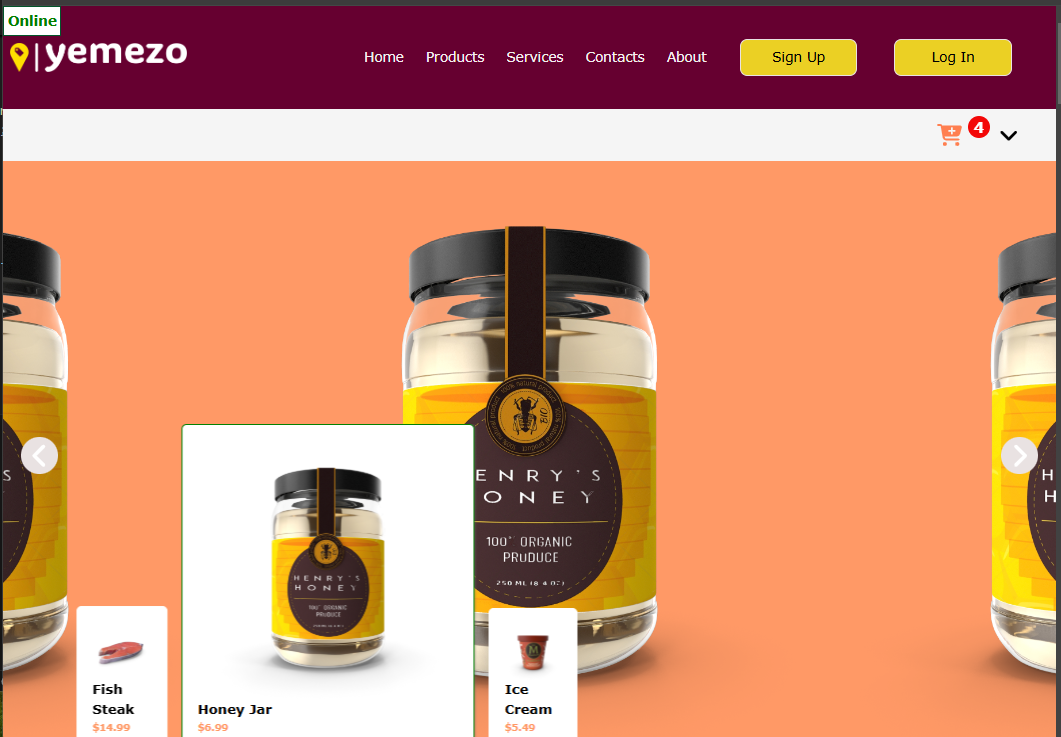 Online
yemezo
Home Products Services Contacts About Sign Up Log In
4
BIO
HENRY'S
HONEY
100% ORGANIC
PRODUCE
250 ML (8.4 OZ)
H
H
S
HENRY'S
HONEY
100% ORGANIC
PRODUCE
M
Fish
Steak
$14.99
Honey Jar
$6.99
Ice
Cream
$5.49